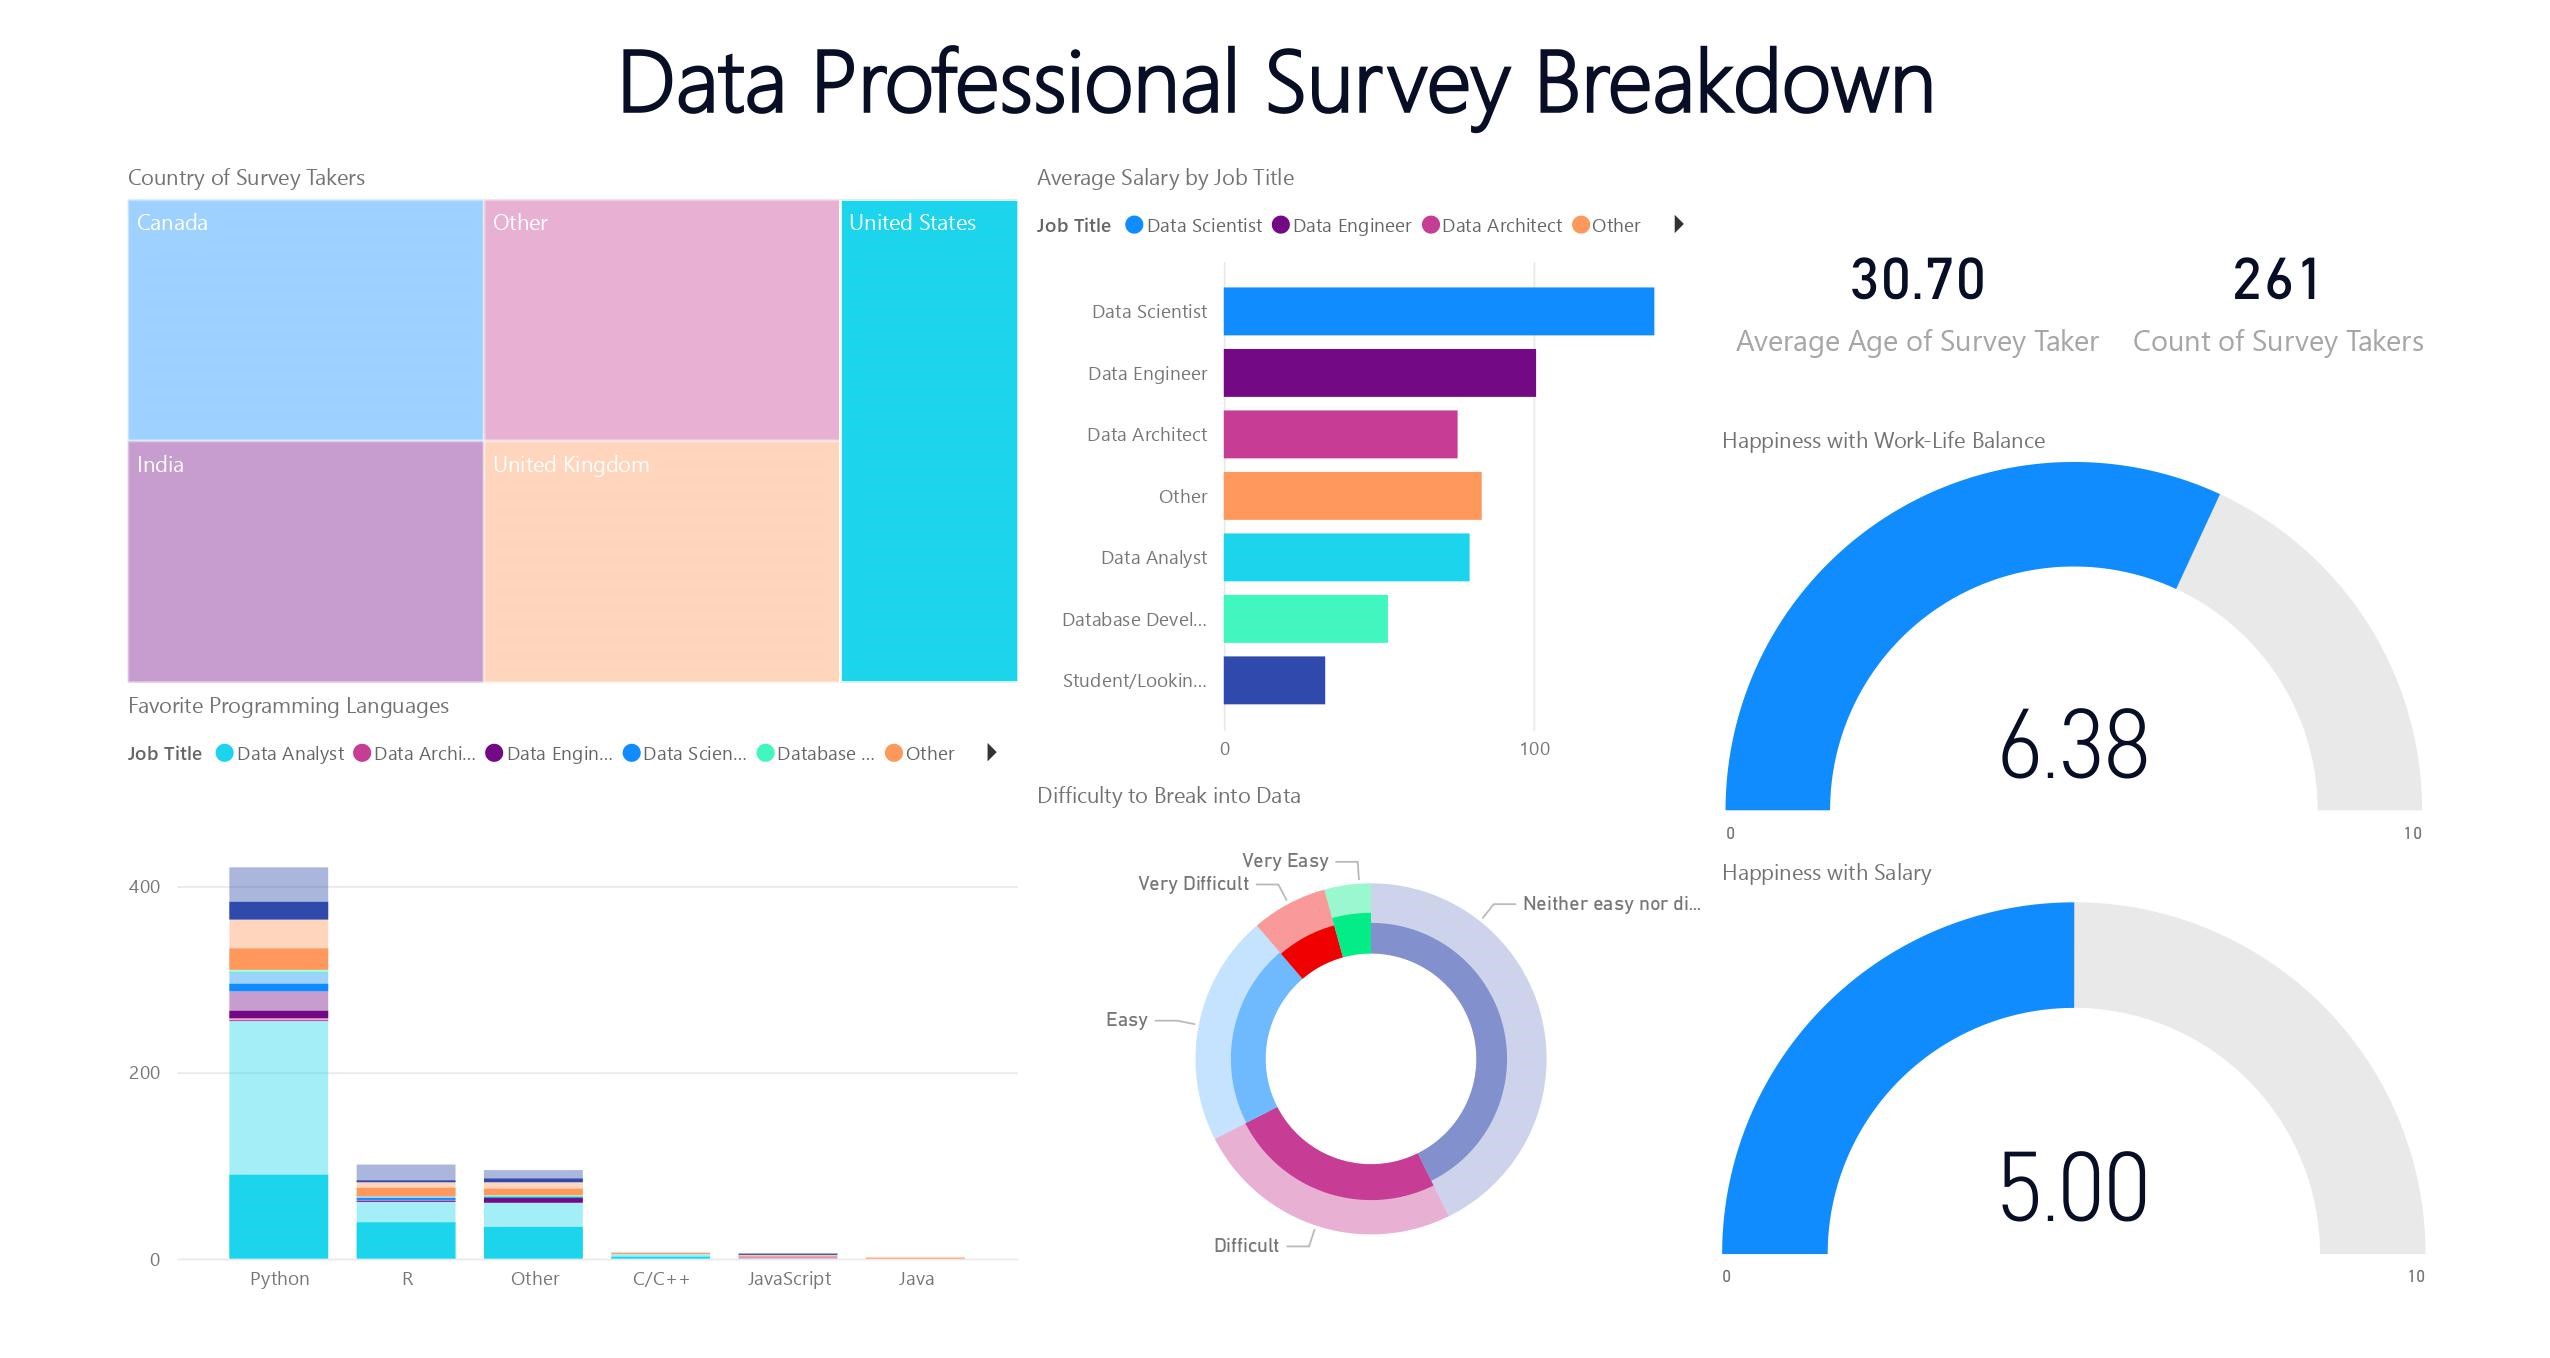 Data Professional Survey Breakdown
Country of Survey Takers
Canada
Other
United States
India
United Kingdom
Average Salary by Job Title
Job Title Data Scientist Data Engineer Data Architect Other
Data Scientist
Data Engineer
Data Architect
Other
Data Analyst
Database Devel...
Student/Lookin...
0 100
30.70
Average Age of Survey Taker
261
Count of Survey Takers
Happiness with Work-Life Balance
6.38
0 10
Favorite Programming Languages
Job Title Data Analyst Data Archi... Data Engin... Data Scien... Database ... Other
400
200
0
Python R Other C/C++ JavaScript Java
Difficulty to Break into Data
Very Easy
Very Difficult
Neither easy nor di...
Easy
Difficult
Happiness with Salary
5.00
0 10